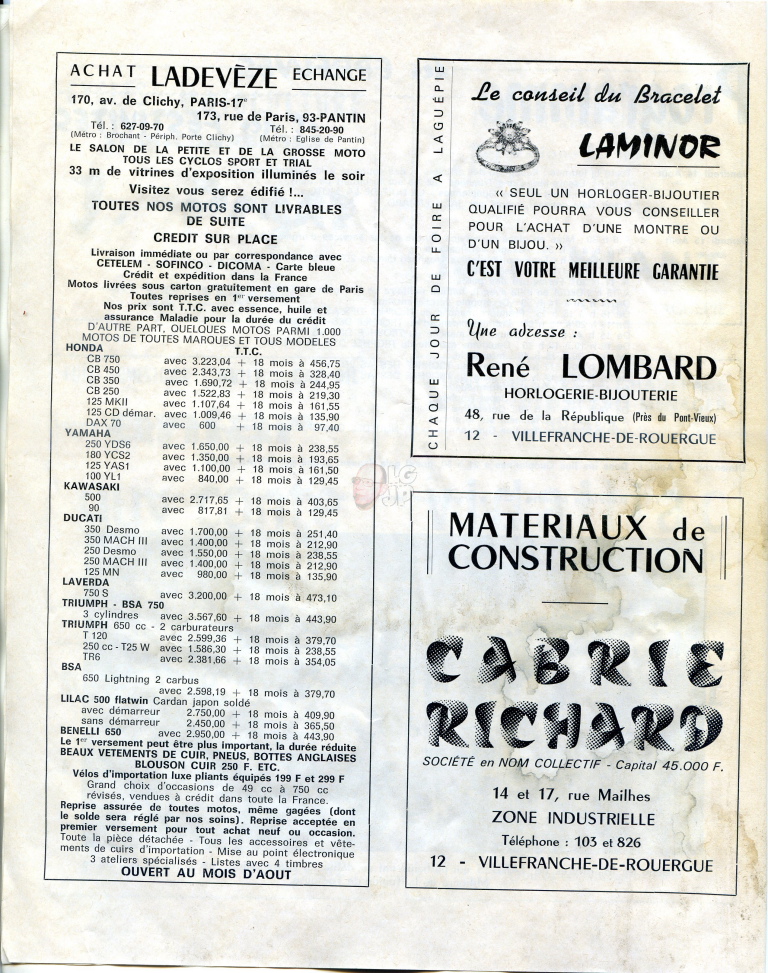 ACHAT LADEVÈZE ECHANGE
170, av. de Clichy, PARIS-17e
173, rue de Paris, 93-PANTIN
Tél. : 627-09-70 Tél. : 845-20-90
(Métro : Brochant - Périph. Porte Clichy) (Métro : Eglise de Pantin)
LE SALON DE LA PETITE ET DE LA GROSSE MOTO
TOUS LES CYCLOS SPORT ET TRIAL
33 m de vitrines d'exposition illuminés le soir
Visitez vous serez édifié !...
TOUTES NOS MOTOS SONT LIVRABLES
DE SUITE
CREDIT SUR PLACE
Livraison immédiate ou par correspondance avec
CETELEM - SOFINCO - DICOMA - Carte bleue
Crédit et expédition dans la France
Motos livrées sous carton gratuitement en gare de Paris
Toutes reprises en 1er versement
Nos prix sont T.T.C. avec essence, huile et
assurance Maladie pour la durée du crédit
D'AUTRE PART, QUELQUES MOTOS PARMI 1.000
MOTOS DE TOUTES MARQUES ET TOUS MODELES
HONDA T.T.C.
CB 750 avec 3.223,04 + 18 mois à 456,75
CB 450 avec 2.343,73 + 18 mois à 328,40
CB 350 avec 1.690,72 + 18 mois à 244,95
CB 250 avec 1.522,83 + 18 mois à 219,30
125 MKII avec 1.107,64 + 18 mois à 161,55
125 CD démar. avec 1.009,46 + 18 mois à 135,90
DAX 70 avec 600 + 18 mois à 97,40
YAMAHA
250 YDS6 avec 1.650,00 + 18 mois à 238,55
180 YCS2 avec 1.350,00 + 18 mois à 193,65
125 YAS1 avec 1.100,00 + 18 mois à 161,50
100 YL1 avec 840,00 + 18 mois à 129,45
KAWASAKI
500 avec 2.717,65 + 18 mois à 403,65
90 avec 817,81 + 18 mois à 129,45
DUCATI
350 Desmo avec 1.700,00 + 18 mois à 251,40
350 MACH III avec 1.400,00 + 18 mois à 212,90
250 Desmo avec 1.550,00 + 18 mois à 238,55
250 MACH III avec 1.400,00 + 18 mois à 212,90
125 MN avec 980,00 + 18 mois à 135,90
LAVERDA
750 S avec 3.200,00 + 18 mois à 473,10
TRIUMPH - BSA 750
3 cylindres avec 3.567,60 + 18 mois à 443,90
TRIUMPH 650 cc - 2 carburateurs
T 120 avec 2.599,36 + 18 mois à 379,70
250 cc - T25 W avec 1.586,30 + 18 mois à 238,55
TR6 avec 2.381,66 + 18 mois à 354,05
BSA
650 Lightning 2 carbus
avec 2.598,19 + 18 mois à 379,70
LILAC 500 flatwin Cardan japon soldé
avec démarreur 2.750,00 + 18 mois à 409,90
sans démarreur 2.450,00 + 18 mois à 365,50
BENELLI 650 avec 2.950,00 + 18 mois à 443,90
Le 1er versement peut être plus important, la durée réduite
BEAUX VETEMENTS DE CUIR, PNEUS, BOTTES ANGLAISES
BLOUSON CUIR 250 F. ETC.
Vélos d'importation luxe pliants équipés 199 F et 299 F
Grand choix d'occasions de 49 cc à 750 cc
révisés, vendues à crédit dans toute la France.
Reprise assurée de toutes motos, même gagées (dont
le solde sera réglé par nos soins). Reprise acceptée en
premier versement pour tout achat neuf ou occasion.
Toute la pièce détachée - Tous les accessoires et vête-
ments de cuirs d'importation - Mise au point électronique
3 ateliers spécialisés - Listes avec 4 timbres
OUVERT AU MOIS D'AOUT
LG
JP
CHAQUE JOUR DE FOIRE A LAGUÉPIE
Le conseil du Bracelet
LAMINOR
« SEUL UN HORLOGER-BIJOUTIER
QUALIFIÉ POURRA VOUS CONSEILLER
POUR L'ACHAT D'UNE MONTRE OU
D'UN BIJOU. »
C'EST VOTRE MEILLEURE GARANTIE
Une adresse :
René LOMBARD
HORLOGERIE-BIJOUTERIE
48, rue de la République (Près du Pont-Vieux)
12 - VILLEFRANCHE-DE-ROUERGUE
MATERIAUX de
CONSTRUCTION
CABRIE
RICHARD
SOCIÉTÉ en NOM COLLECTIF - Capital 45.000 F.
14 et 17, rue Mailhes
ZONE INDUSTRIELLE
Téléphone : 103 et 826
12 - VILLEFRANCHE-DE-ROUERGUE